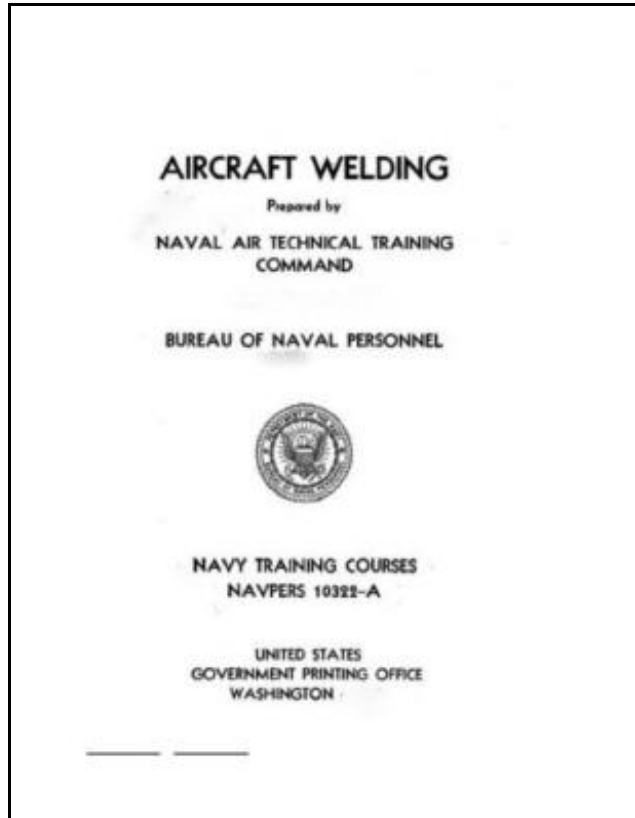 AIRCRAFT WELDING
Prepared by
NAVAL AIR TECHNICAL TRAINING
COMMAND
BUREAU OF NAVAL PERSONNEL
NAVY TRAINING COURSES
NAVPERS 10322-A
UNITED STATES
GOVERNMENT PRINTING OFFICE
WASHINGTON